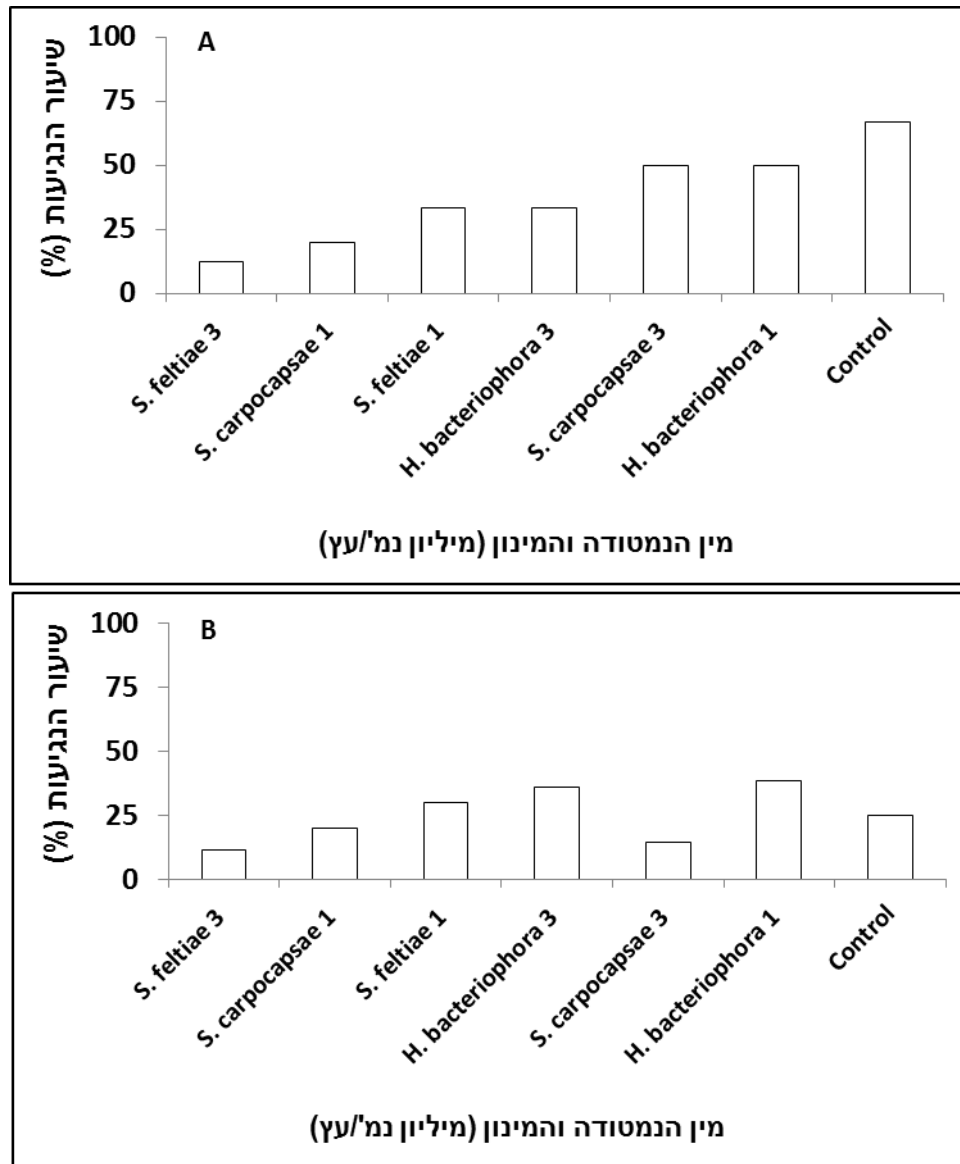 A
שיעור הנגיעות (%)
100
75
50
25
0
S. feltiae 3
S. carpocapsae 1
S. feltiae 1
H. bacteriophora 3
S. carpocapsae 3
H. bacteriophora 1
Control
מין הנמטודה והמינון (מיליון נמ'/עץ)
B
שיעור הנגיעות (%)
100
75
50
25
0
S. feltiae 3
S. carpocapsae 1
S. feltiae 1
H. bacteriophora 3
S. carpocapsae 3
H. bacteriophora 1
Control
מין הנמטודה והמינון (מיליון נמ'/עץ)